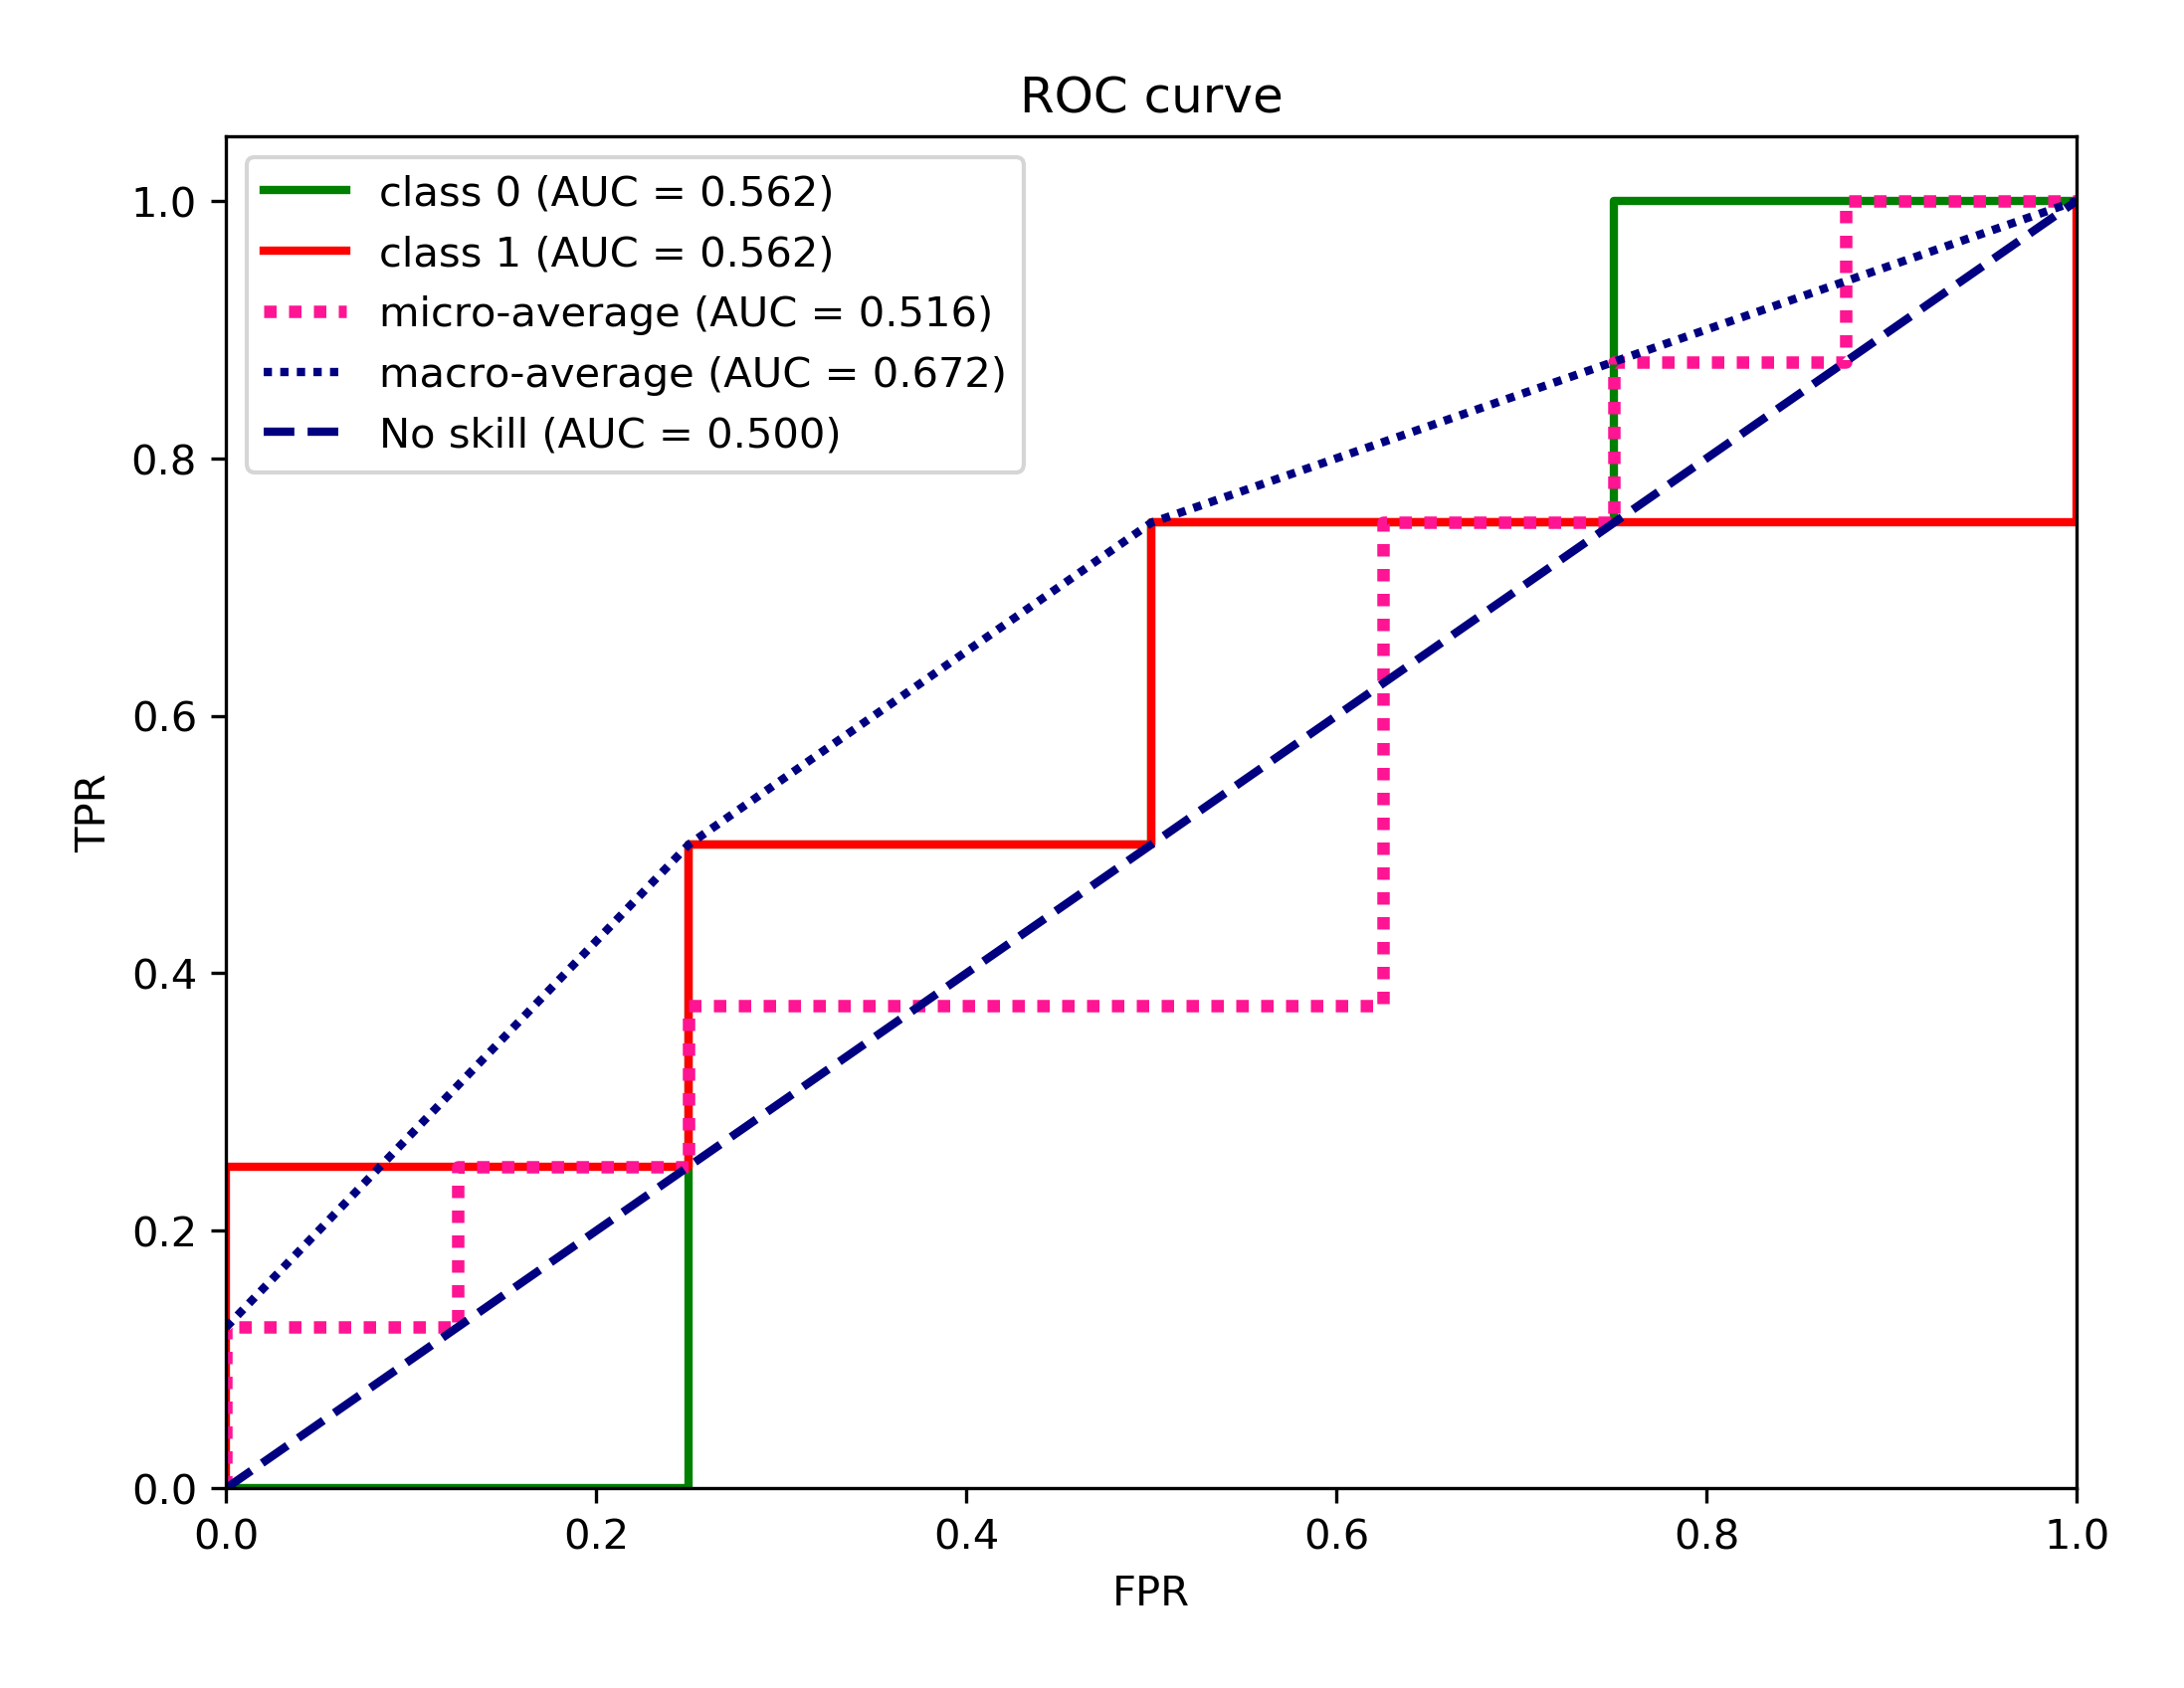 ROC curve
class 0 (AUC = 0.562)
class 1 (AUC = 0.562)
micro-average (AUC = 0.516)
macro-average (AUC = 0.672)
No skill (AUC = 0.500)
1.0
0.8
0.6
0.4
0.2
0.0
TPR
0.0 0.2 0.4 0.6 0.8 1.0
FPR